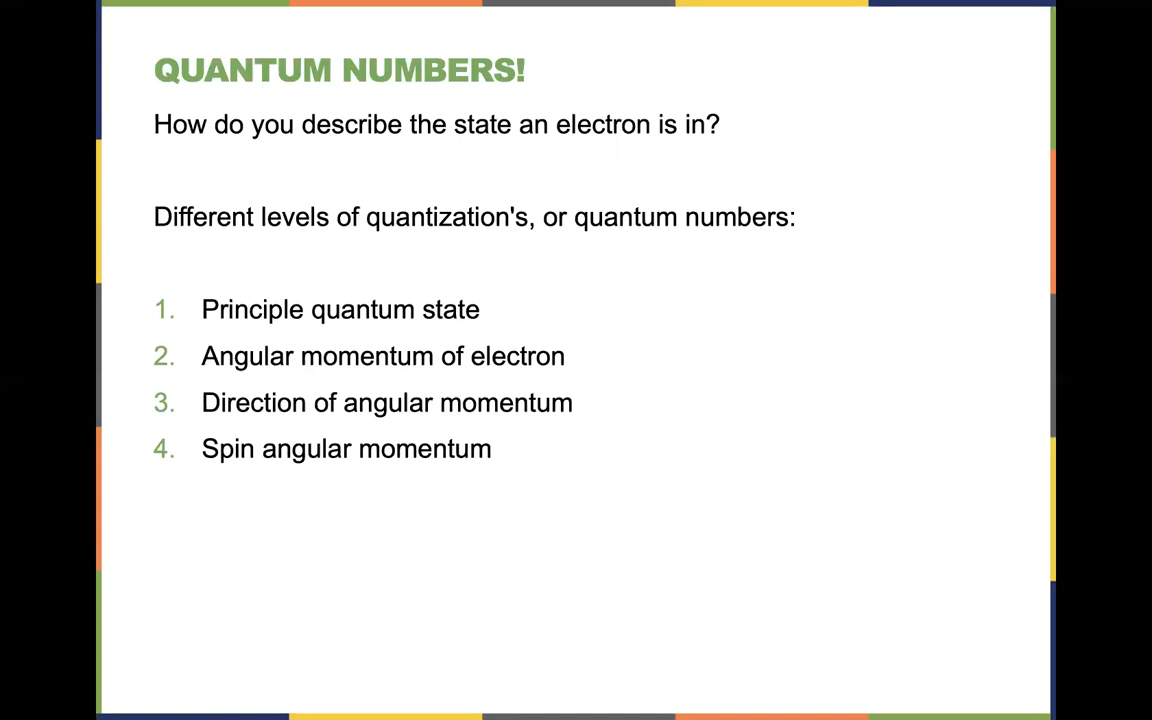 QUANTUM NUMBERS!
How do you describe the state an electron is in?
Different levels of quantization's, or quantum numbers:
1. Principle quantum state
2. Angular momentum of electron
3. Direction of angular momentum
4. Spin angular momentum